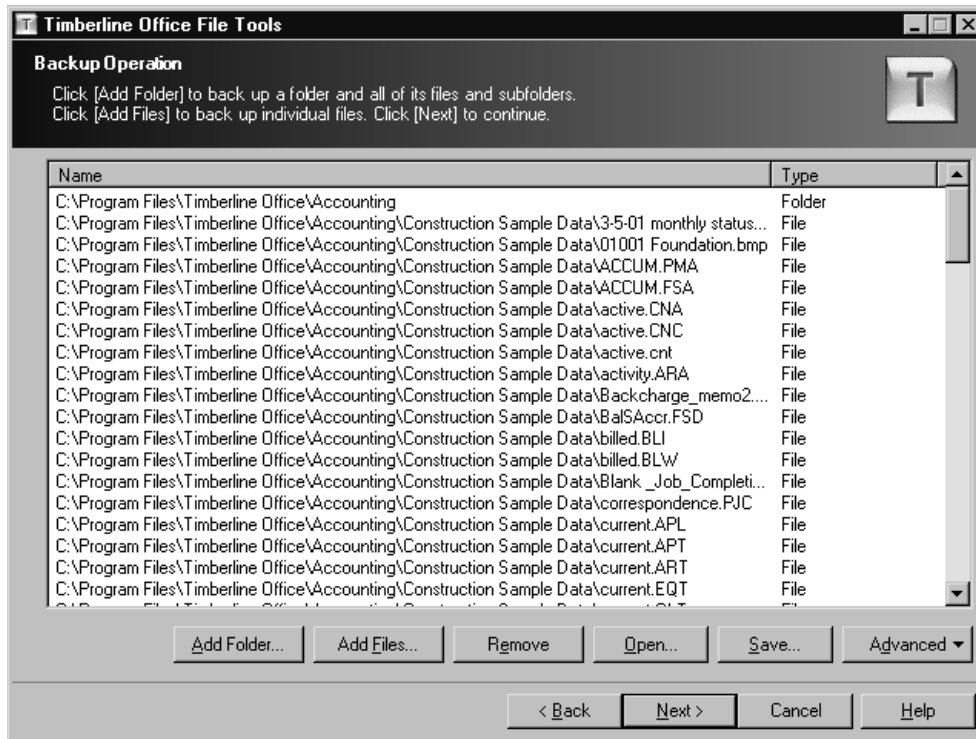 T Timberline Office File Tools
Backup Operation
Click [Add Folder] to back up a folder and all of its files and subfolders.
Click [Add Files] to back up individual files. Click [Next] to continue.
T
Name Type
C:\Program Files\Timberline Office\Accounting Folder
C:\Program Files\Timberline Office\Accounting\Construction Sample Data\3-5-01 monthly status... File
C:\Program Files\Timberline Office\Accounting\Construction Sample Data\01001 Foundation.bmp File
C:\Program Files\Timberline Office\Accounting\Construction Sample Data\ACCUM.PMA File
C:\Program Files\Timberline Office\Accounting\Construction Sample Data\ACCUM.FSA File
C:\Program Files\Timberline Office\Accounting\Construction Sample Data\active.CNA File
C:\Program Files\Timberline Office\Accounting\Construction Sample Data\active.CNC File
C:\Program Files\Timberline Office\Accounting\Construction Sample Data\active.cnt File
C:\Program Files\Timberline Office\Accounting\Construction Sample Data\activity.ARA File
C:\Program Files\Timberline Office\Accounting\Construction Sample Data\Backcharge_memo2.... File
C:\Program Files\Timberline Office\Accounting\Construction Sample Data\BalSAccr.FSD File
C:\Program Files\Timberline Office\Accounting\Construction Sample Data\billed.BLI File
C:\Program Files\Timberline Office\Accounting\Construction Sample Data\billed.BLW File
C:\Program Files\Timberline Office\Accounting\Construction Sample Data\Blank _Job_Completi... File
C:\Program Files\Timberline Office\Accounting\Construction Sample Data\correspondence.PJC File
C:\Program Files\Timberline Office\Accounting\Construction Sample Data\current.APL File
C:\Program Files\Timberline Office\Accounting\Construction Sample Data\current.APT File
C:\Program Files\Timberline Office\Accounting\Construction Sample Data\current.ART File
C:\Program Files\Timberline Office\Accounting\Construction Sample Data\current.EQT File
Add Folder... Add Files... Remove Open... Save... Advanced
< Back Next > Cancel Help